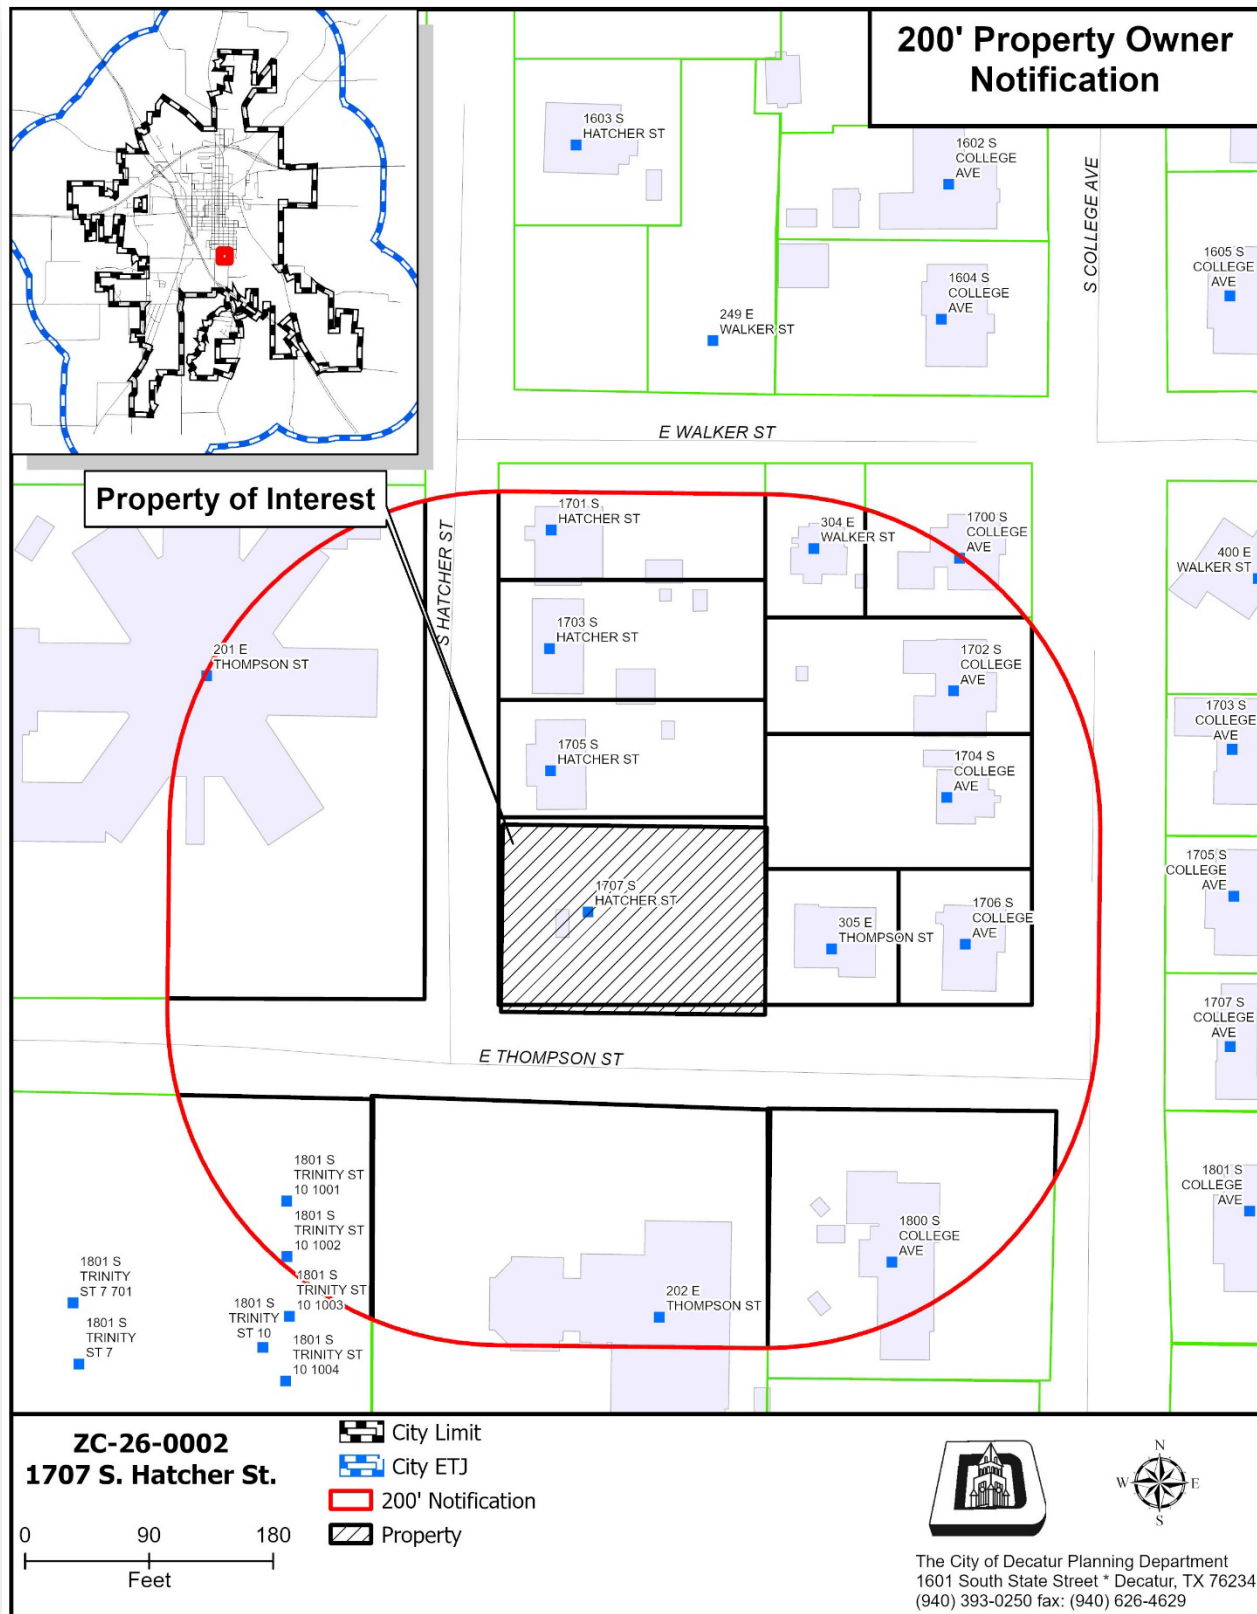 200' Property Owner
Notification
1603 S
HATCHER ST
1602 S
COLLEGE
AVE
S COLLEGE AVE
1605 S
COLLEGE
AVE
1604 S
COLLEGE
AVE
249 E
WALKER ST
E WALKER ST
Property of Interest
S HATCHER ST
1701 S
HATCHER ST
304 E
WALKER ST
1700 S
COLLEGE
AVE
400 E
WALKER ST
1703 S
HATCHER ST
201 E
THOMPSON ST
1702 S
COLLEGE
AVE
1703 S
COLLEGE
AVE
1705 S
HATCHER ST
1704 S
COLLEGE
AVE
1705 S
COLLEGE
AVE
1707 S
HATCHER ST
305 E
THOMPSON ST
1706 S
COLLEGE
AVE
1707 S
COLLEGE
AVE
E THOMPSON ST
1801 S
TRINITY ST
10 1001
1801 S
COLLEGE
AVE
1801 S
TRINITY ST
10 1002
1800 S
COLLEGE
AVE
1801 S
TRINITY
ST 7 701
1801 S
TRINITY ST
10 1003
202 E
THOMPSON ST
1801 S
TRINITY
ST 10
1801 S
TRINITY
ST 7
1801 S
TRINITY ST
10 1004
ZC-26-0002
1707 S. Hatcher St.
0 90 180
Feet
City Limit
City ETJ
200' Notification
Property
D
N
W E
S
The City of Decatur Planning Department
1601 South State Street * Decatur, TX 76234
(940) 393-0250 fax: (940) 626-4629